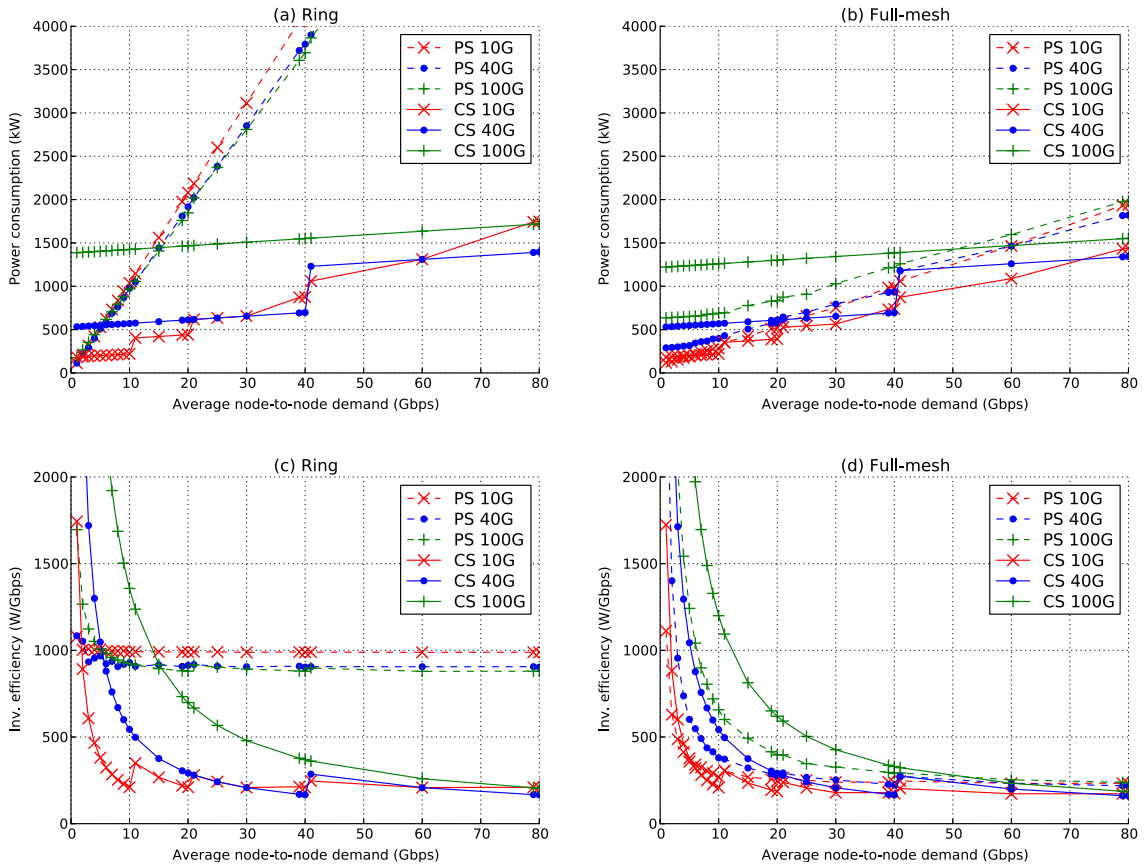 (a) Ring
Power consumption (kW)
4000
3500
3000
2500
2000
1500
1000
500
0
0 10 20 30 40 50 60 70 80
Average node-to-node demand (Gbps)
PS 10G
PS 40G
PS 100G
CS 10G
CS 40G
CS 100G
(b) Full-mesh
Power consumption (kW)
4000
3500
3000
2500
2000
1500
1000
500
0
0 10 20 30 40 50 60 70 80
Average node-to-node demand (Gbps)
PS 10G
PS 40G
PS 100G
CS 10G
CS 40G
CS 100G
(c) Ring
Inv. efficiency (W/Gbps)
2000
1500
1000
500
0
0 10 20 30 40 50 60 70 80
Average node-to-node demand (Gbps)
PS 10G
PS 40G
PS 100G
CS 10G
CS 40G
CS 100G
(d) Full-mesh
Inv. efficiency (W/Gbps)
2000
1500
1000
500
0
0 10 20 30 40 50 60 70 80
Average node-to-node demand (Gbps)
PS 10G
PS 40G
PS 100G
CS 10G
CS 40G
CS 100G